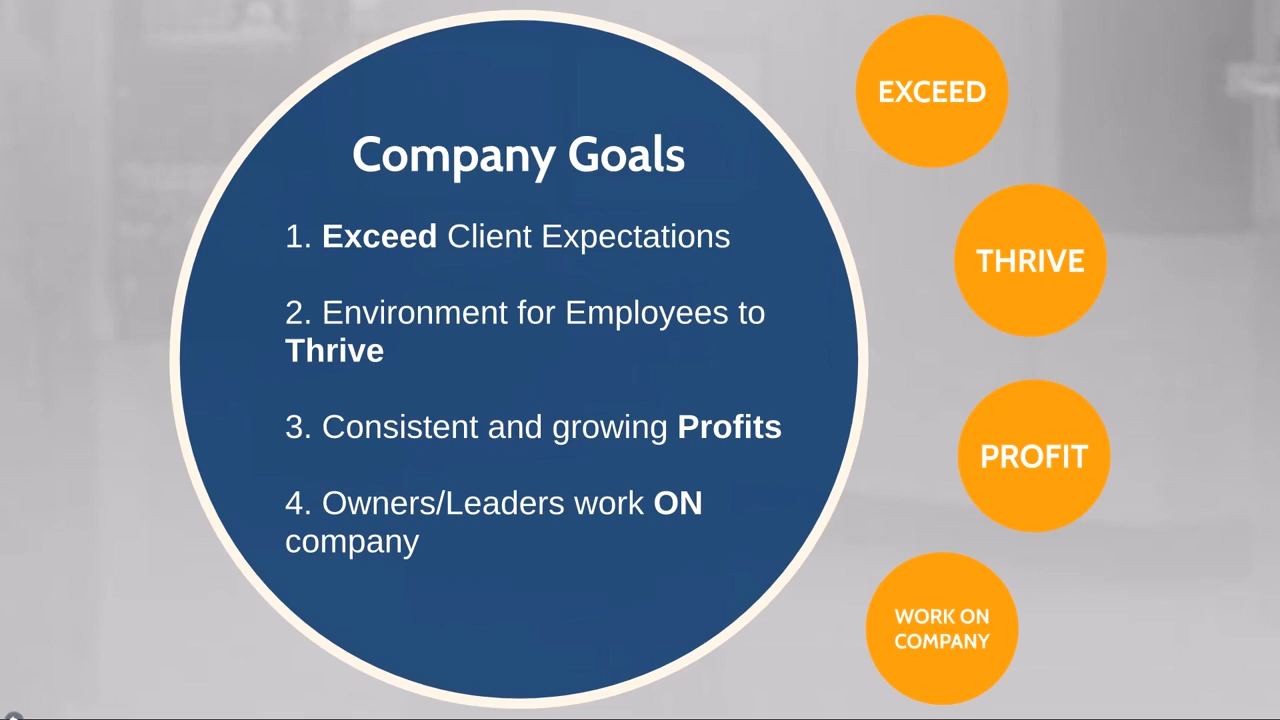 Company Goals
1. Exceed Client Expectations
2. Environment for Employees to
Thrive
3. Consistent and growing Profits
4. Owners/Leaders work ON
company
EXCEED
THRIVE
PROFIT
WORK ON
COMPANY